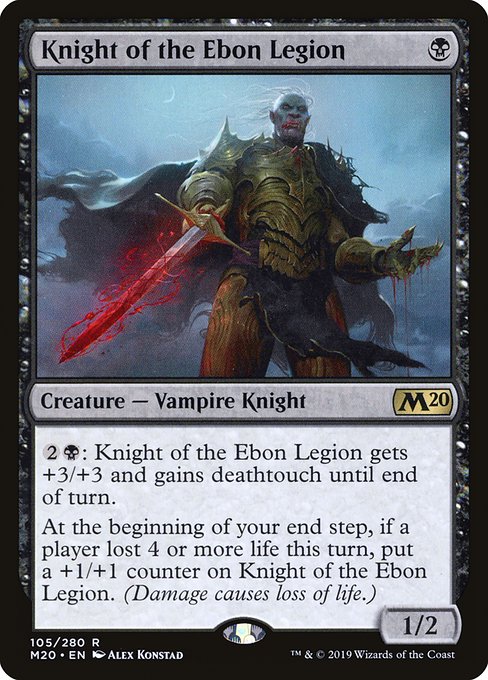 Knight of the Ebon Legion
Creature — Vampire Knight
M20
2: Knight of the Ebon Legion gets
+3/+3 and gains deathtouch until end
of turn.
At the beginning of your end step, if a
player lost 4 or more life this turn, put
a +1/+1 counter on Knight of the Ebon
Legion. (Damage causes loss of life.)
1/2
105/280 R
M20 • EN Alex Konstad
™ & © 2019 Wizards of the Coast